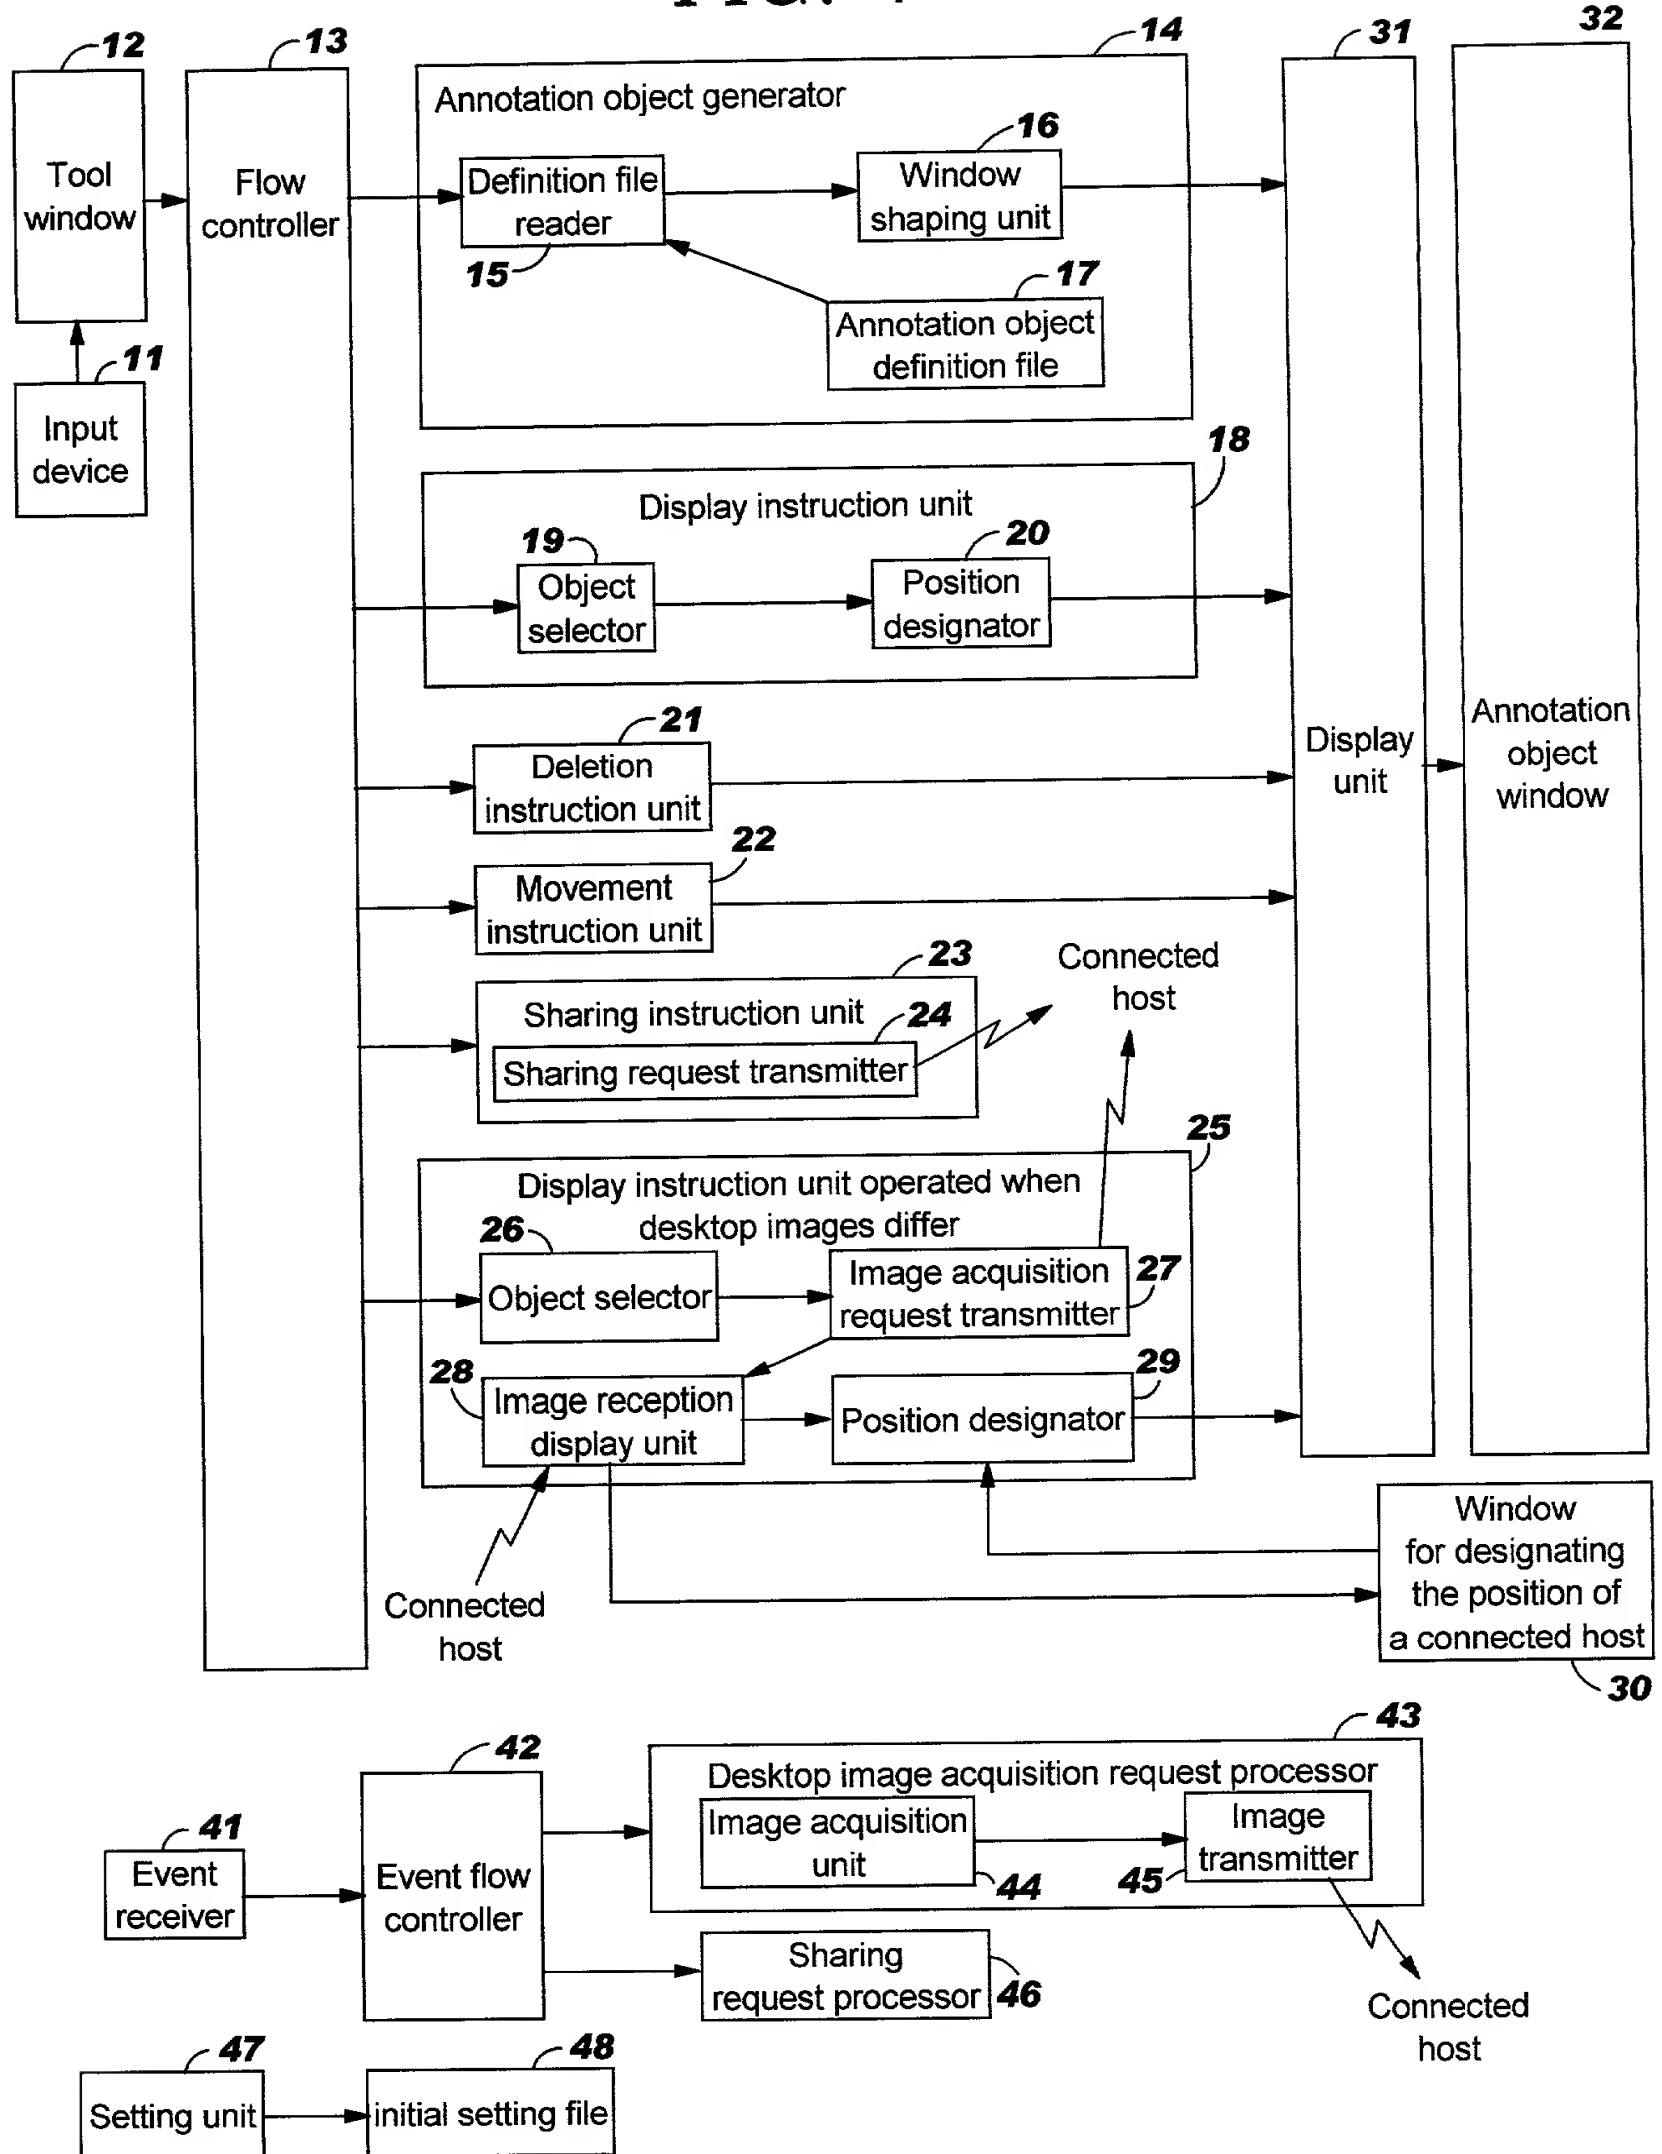 12
13
14
31
32
Annotation object generator
Tool
window
Flow
controller
Definition file
reader
15
16
Window
shaping unit
17
Annotation object
definition file
11
Input
device
18
Display instruction unit
19
Object
selector
20
Position
designator
21
Deletion
instruction unit
22
Movement
instruction unit
Display
unit
Annotation
object
window
23
Sharing instruction unit
24
Sharing request transmitter
Connected
host
25
Display instruction unit operated when
desktop images differ
26
Object selector
Image acquisition
request transmitter
27
28
Image reception
display unit
29
Position designator
Connected
host
Window
for designating
the position of
a connected host
30
41
Event
receiver
42
Event flow
controller
43
Desktop image acquisition request processor
Image acquisition
unit
44
Image
transmitter
45
Sharing
request processor
46
Connected
host
47
Setting unit
48
initial setting file